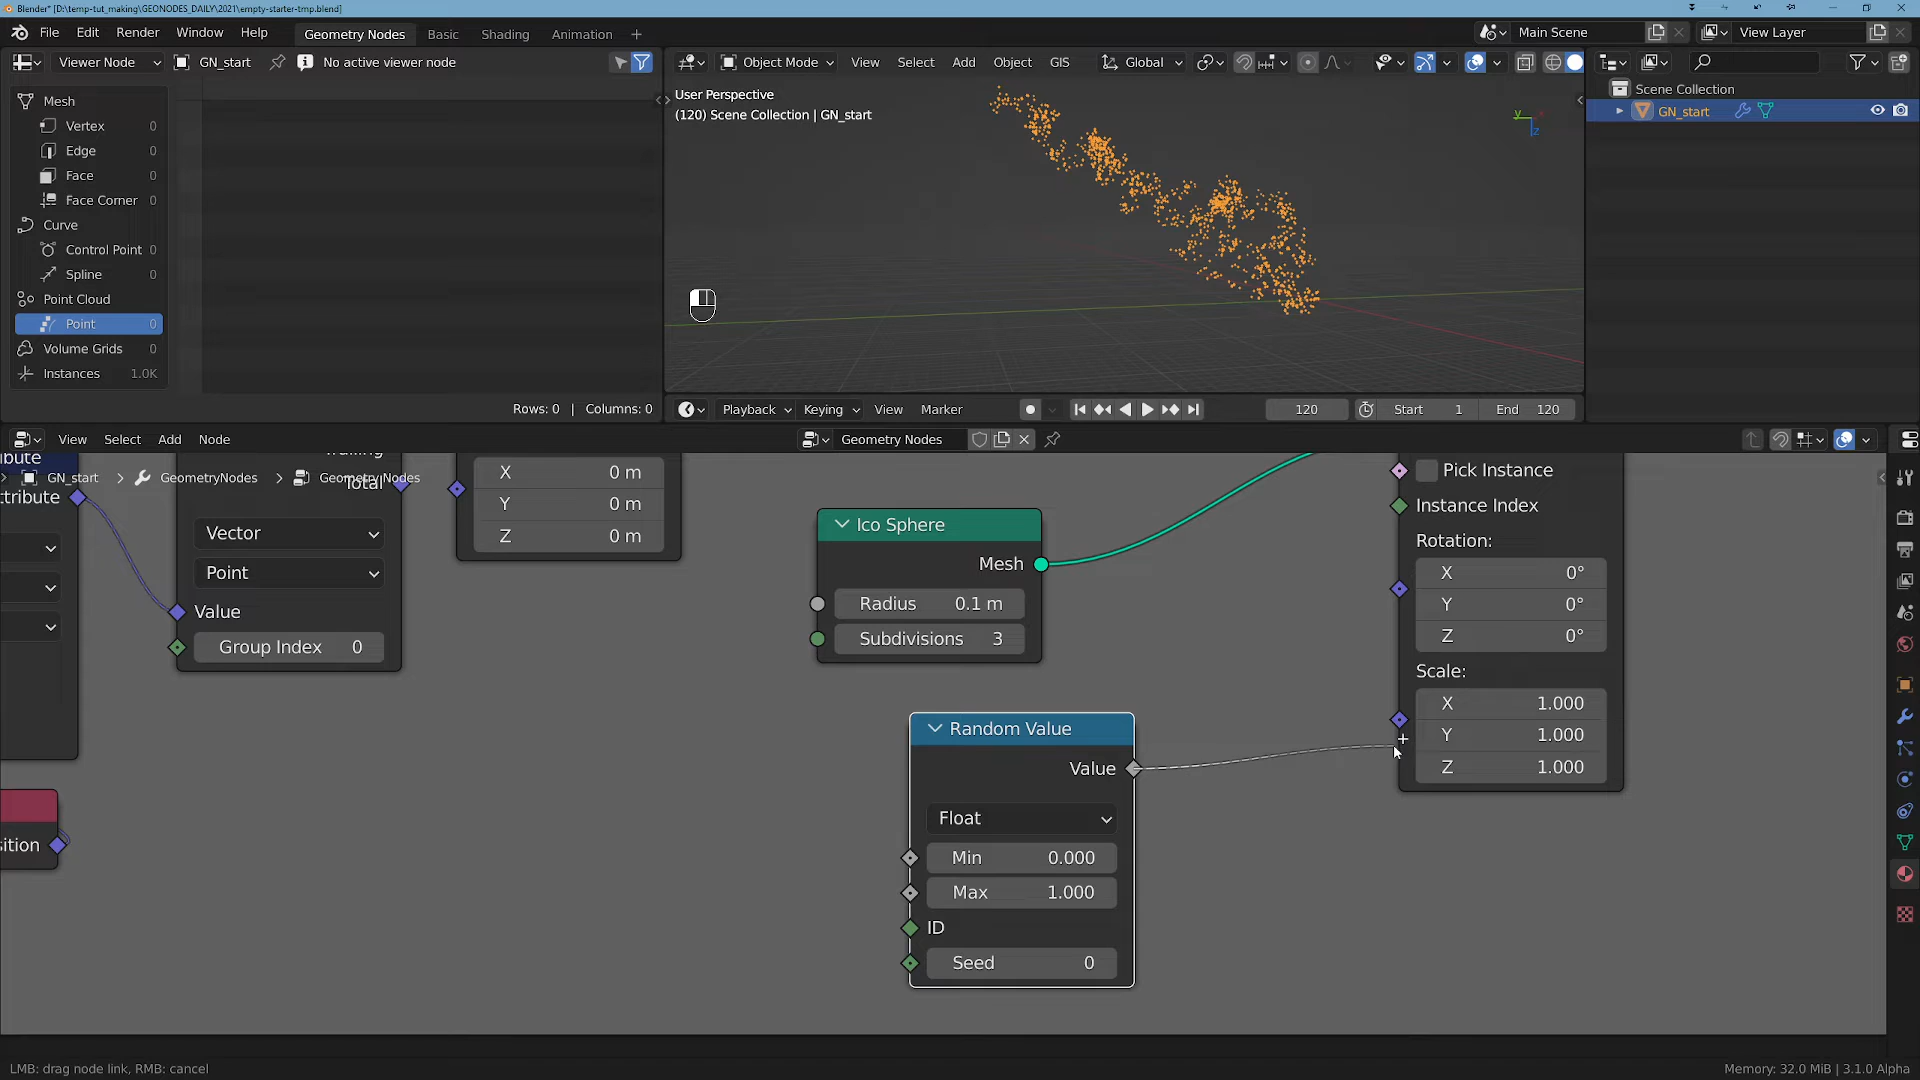 Blender* [D:\temp-tut_making\GEONODES_DAILY\2021\empty-starter-tmp.blend]
File Edit Render Window Help Geometry Nodes Basic Shading Animation + Main Scene View Layer
Viewer Node GN_start No active viewer node
Object Mode View Select Add Object GIS Global
Mesh
Vertex 0
Edge 0
Face 0
Face Corner 0
Curve
Control Point 0
Spline 0
Point Cloud
Point 0
Volume Grids 0
Instances 1.0K
Rows: 0 | Columns: 0
User Perspective
(120) Scene Collection | GN_start
Y
Z
Scene Collection
GN_start
Playback Keying View Marker 120 Start 1 End 120
View Select Add Node Geometry Nodes
GN_start > GeometryNodes > GeometryNodes
ibute
ttribute
Total
Vector
Point
Value
Group Index 0
sition
X 0 m
Y 0 m
Z 0 m
Ico Sphere
Mesh
Radius 0.1 m
Subdivisions 3
Random Value
Value
Float
Min 0.000
Max 1.000
ID
Seed 0
Pick Instance
Instance Index
Rotation:
X 0°
Y 0°
Z 0°
Scale:
X 1.000
Y 1.000
Z 1.000
LMB: drag node link, RMB: cancel
Memory: 32.0 MiB | 3.1.0 Alpha